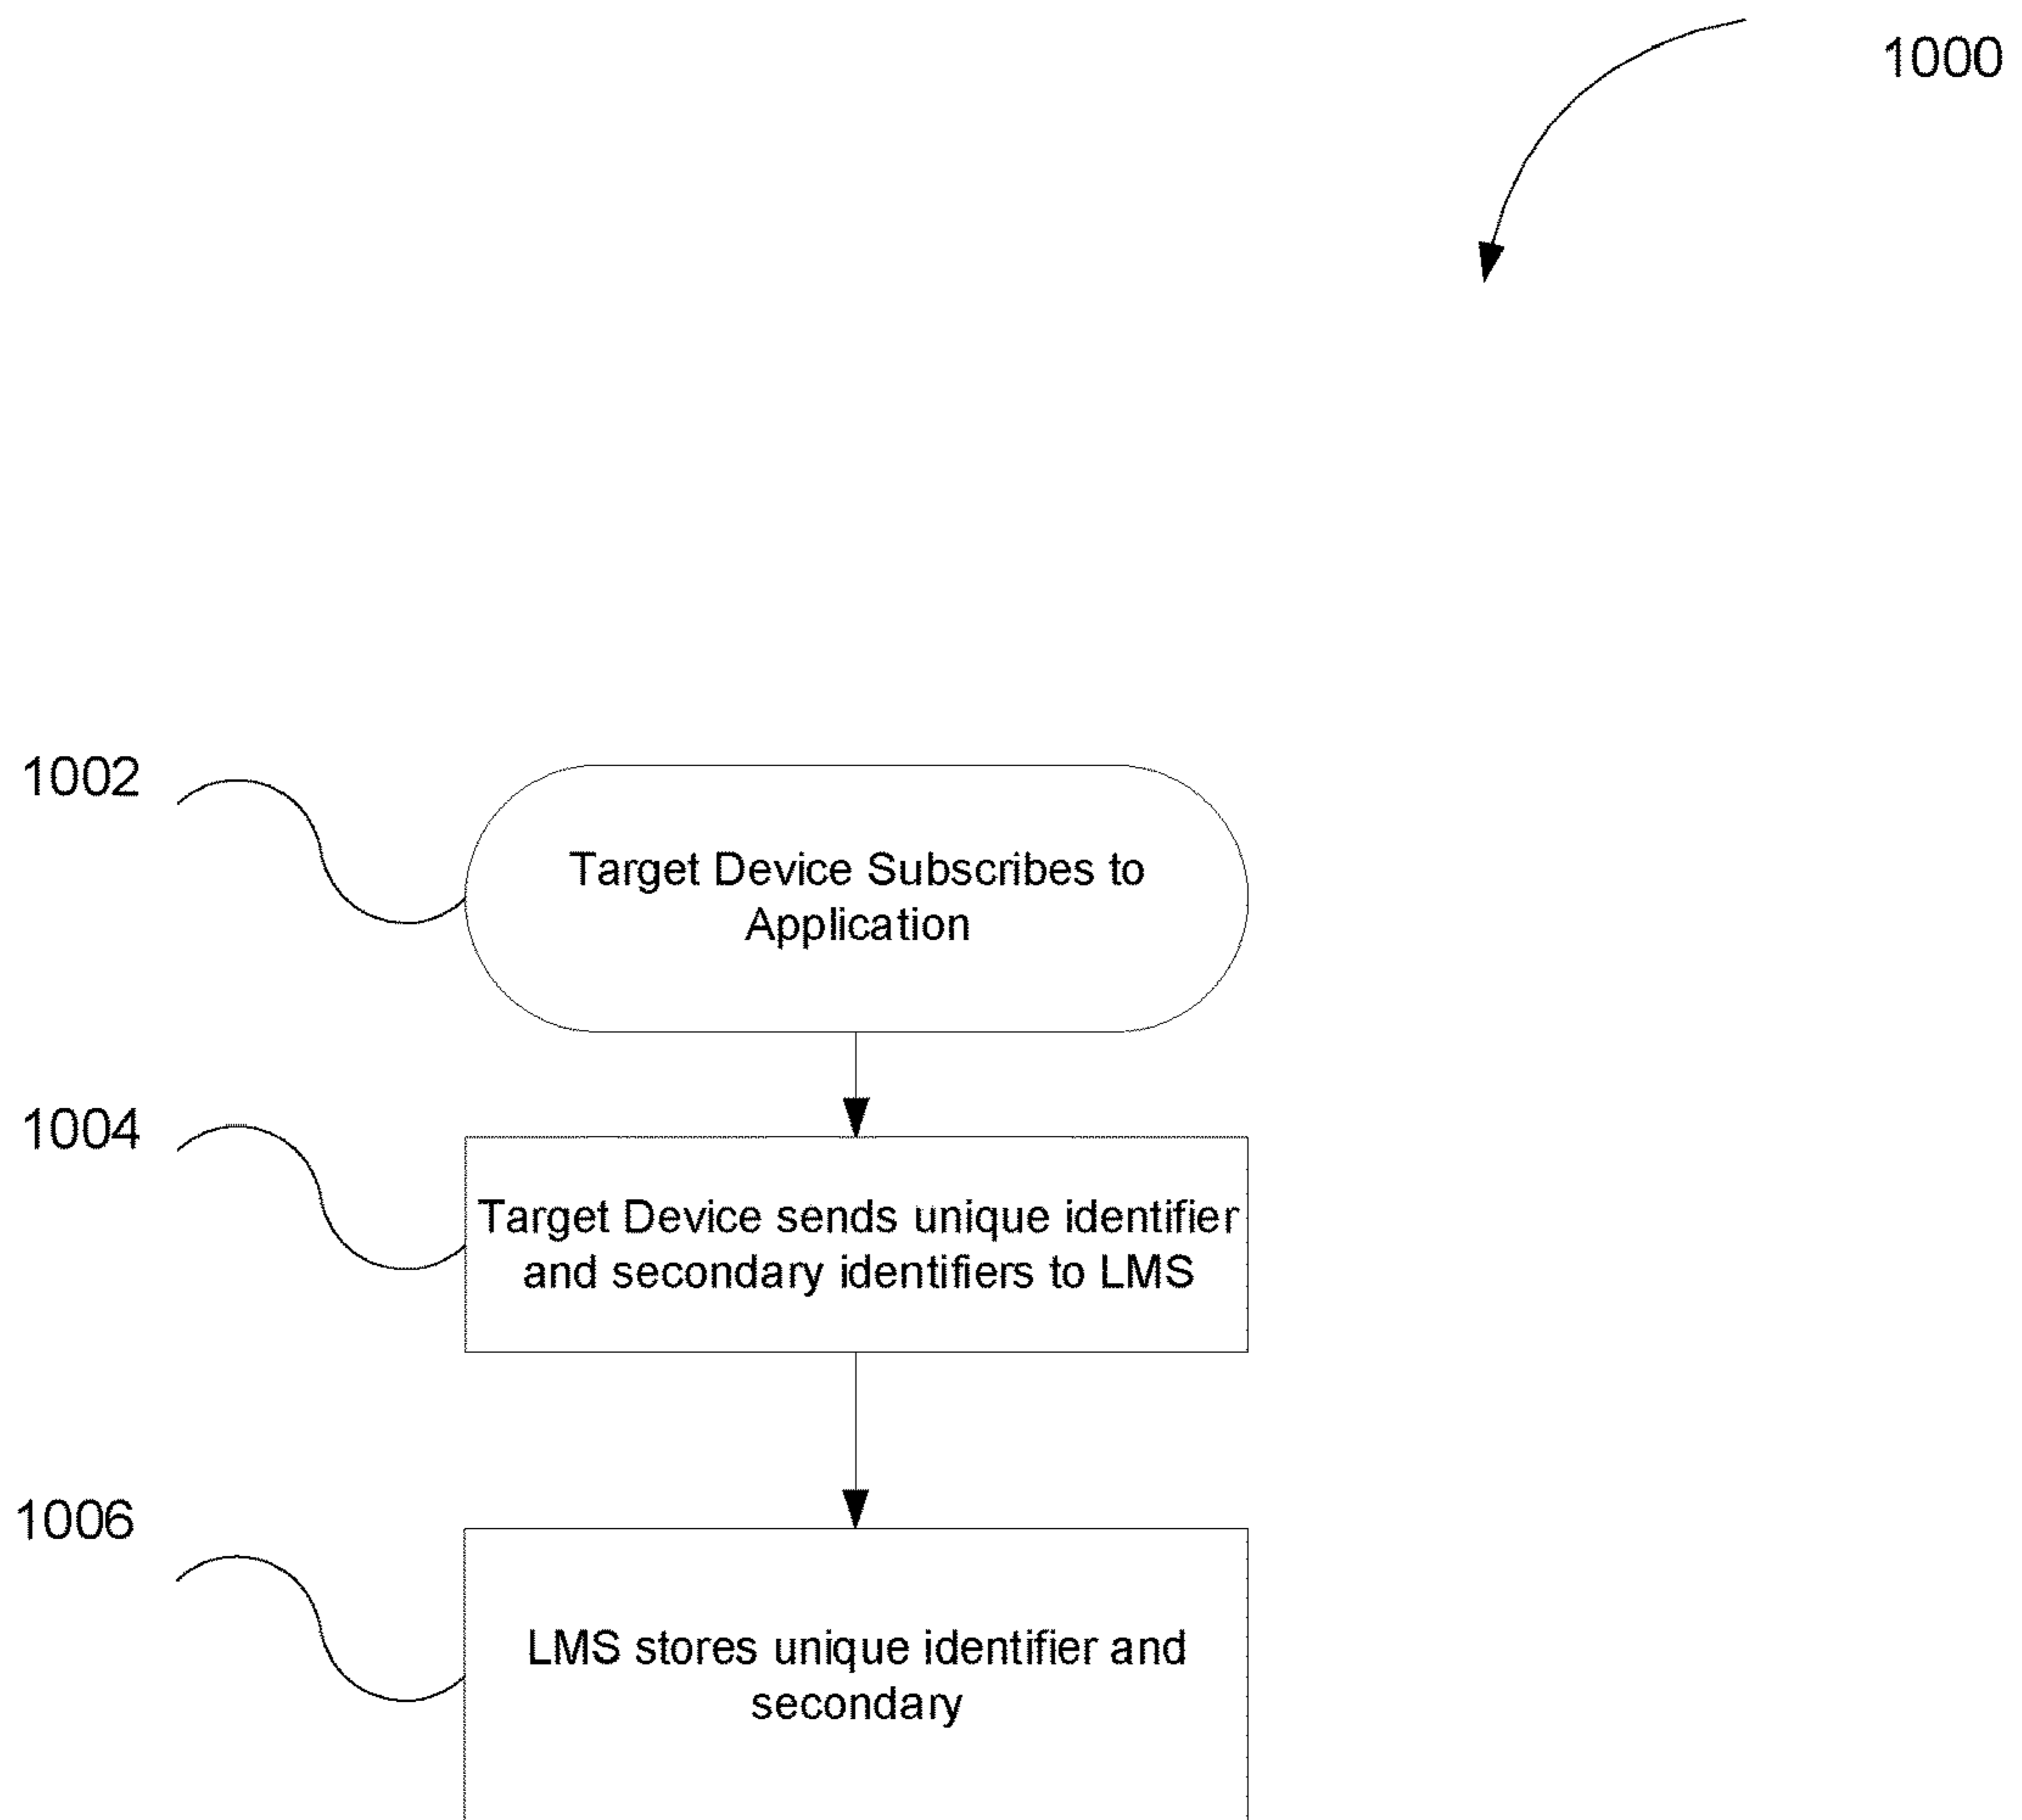 1000
1002
Target Device Subscribes to
Application
1004
Target Device sends unique identifier
and secondary identifiers to LMS
1006
LMS stores unique identifier and
secondary